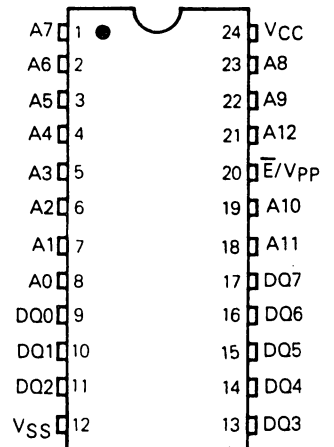 A7 1 24 VCC
A6 2 23 A8
A5 3 22 A9
A4 4 21 A12
A3 5 20 E̅/VPP
A2 6 19 A10
A1 7 18 A11
A0 8 17 DQ7
DQ0 9 16 DQ6
DQ1 10 15 DQ5
DQ2 11 14 DQ4
VSS 12 13 DQ3